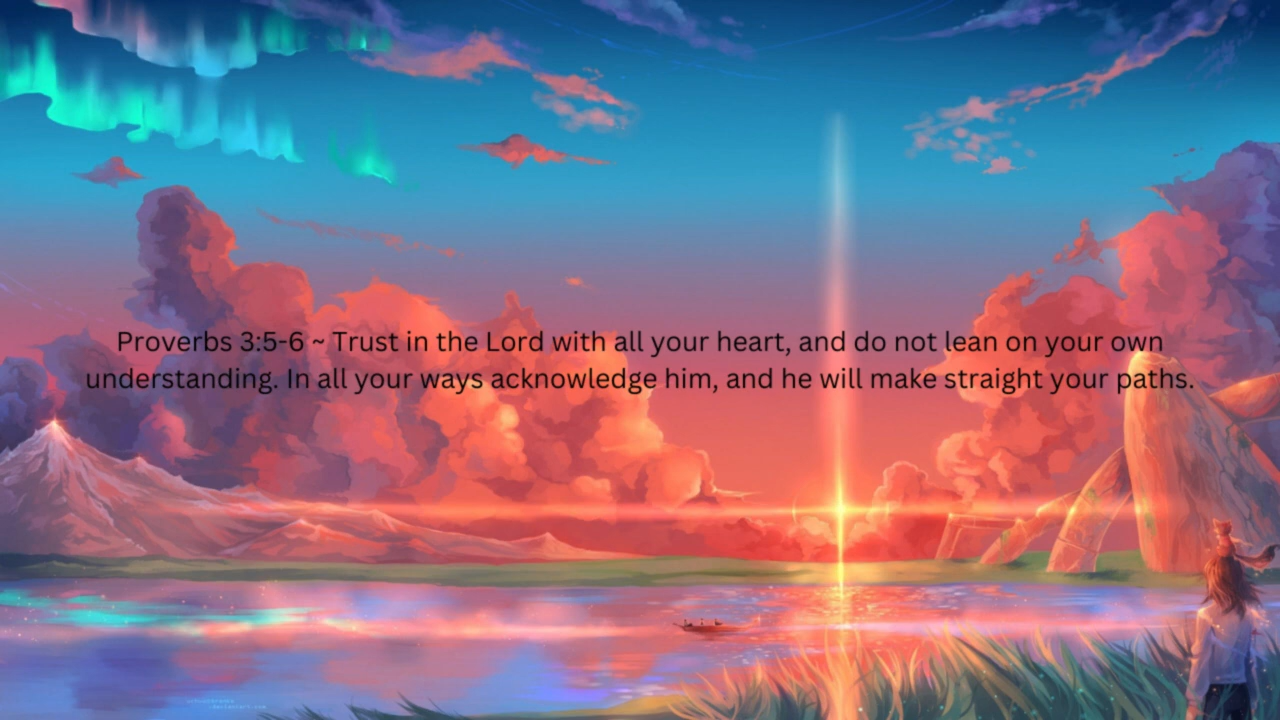 Proverbs 3:5-6 ~ Trust in the Lord with all your heart, and do not lean on your own
understanding. In all your ways acknowledge him, and he will make straight your paths.